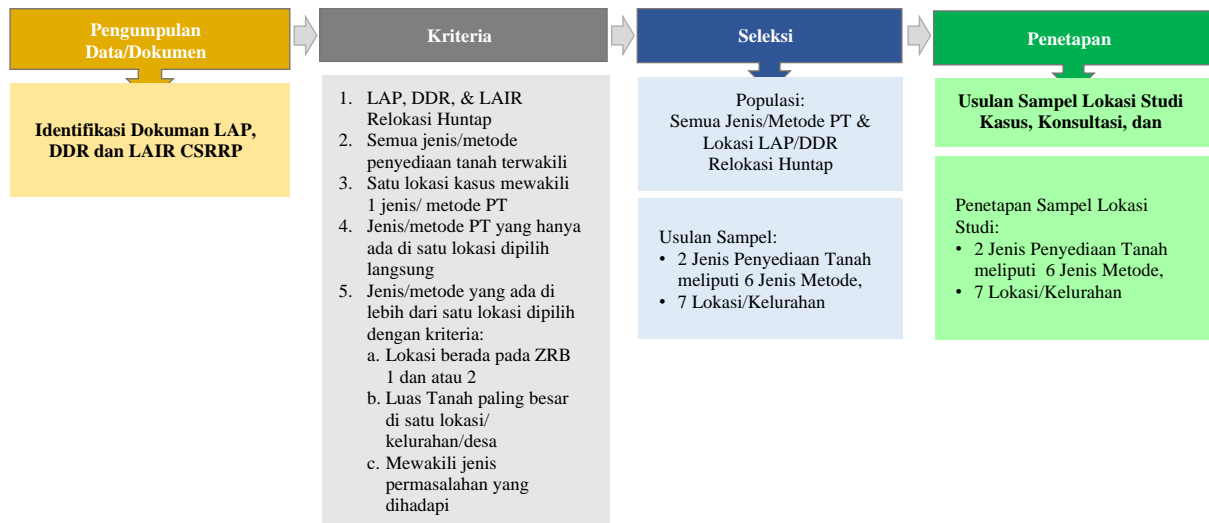 Pengumpulan
Data/Dokumen
Identifikasi Dokuman LAP,
DDR dan LAIR CSRRP
Kriteria
1. LAP, DDR, & LAIR
Relokasi Huntap
2. Semua jenis/metode
penyediaan tanah terwakili
3. Satu lokasi kasus mewakili
1 jenis/ metode PT
4. Jenis/metode PT yang hanya
ada di satu lokasi dipilih
langsung
5. Jenis/metode yang ada di
lebih dari satu lokasi dipilih
dengan kriteria:
a. Lokasi berada pada ZRB
1 dan atau 2
b. Luas Tanah paling besar
di satu lokasi/
kelurahan/desa
c. Mewakili jenis
permasalahan yang
dihadapi
Seleksi
Populasi:
Semua Jenis/Metode PT &
Lokasi LAP/DDR
Relokasi Huntap
Usulan Sampel:
• 2 Jenis Penyediaan Tanah
meliputi 6 Jenis Metode,
• 7 Lokasi/Kelurahan
Penetapan
Usulan Sampel Lokasi Studi
Kasus, Konsultasi, dan
Penetapan Sampel Lokasi
Studi:
• 2 Jenis Penyediaan Tanah
meliputi 6 Jenis Metode,
• 7 Lokasi/Kelurahan